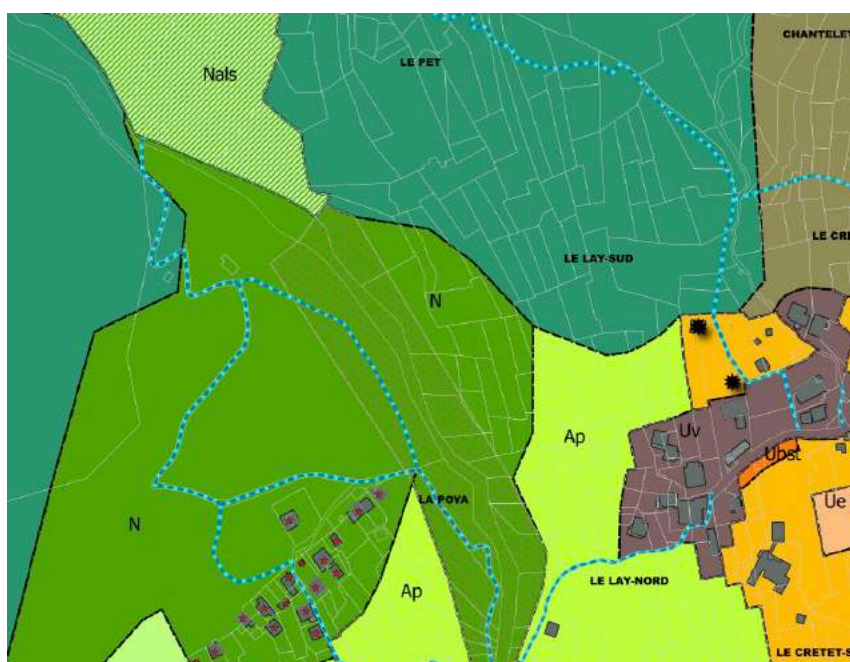 CHANTELEY
Nals
LE PET
LE CRE
LE LAY-SUD
N
Ap
Uv
Ubst
LA POYA
Ue
N
LE LAY-NORD
Ap
LE CRETET-S